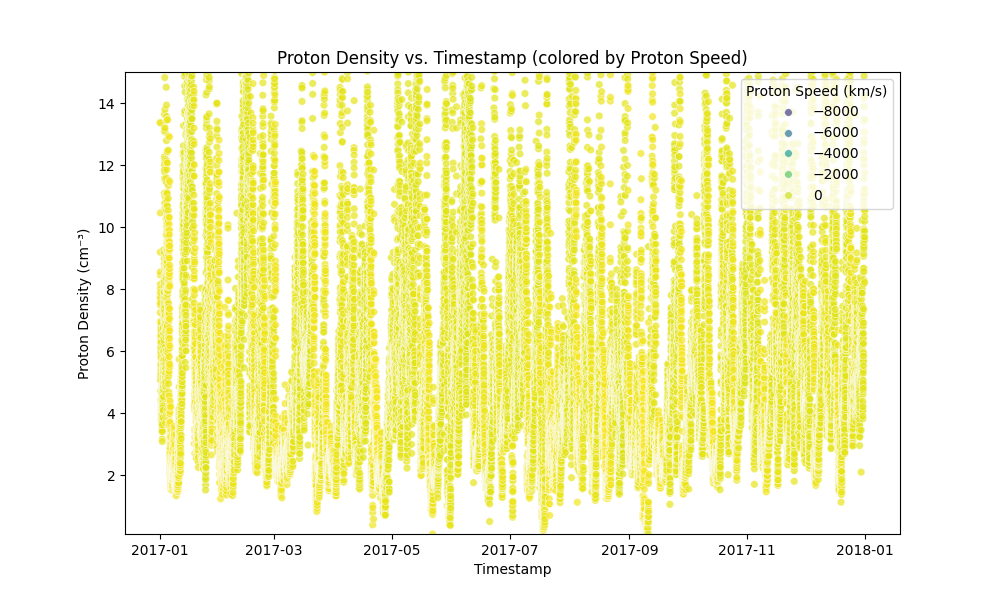 Proton Density vs. Timestamp (colored by Proton Speed)
Proton Speed (km/s)
−8000
−6000
−4000
−2000
0
14
12
10
8
6
4
2
Proton Density (cm⁻³)
2017-01 2017-03 2017-05 2017-07 2017-09 2017-11 2018-01
Timestamp